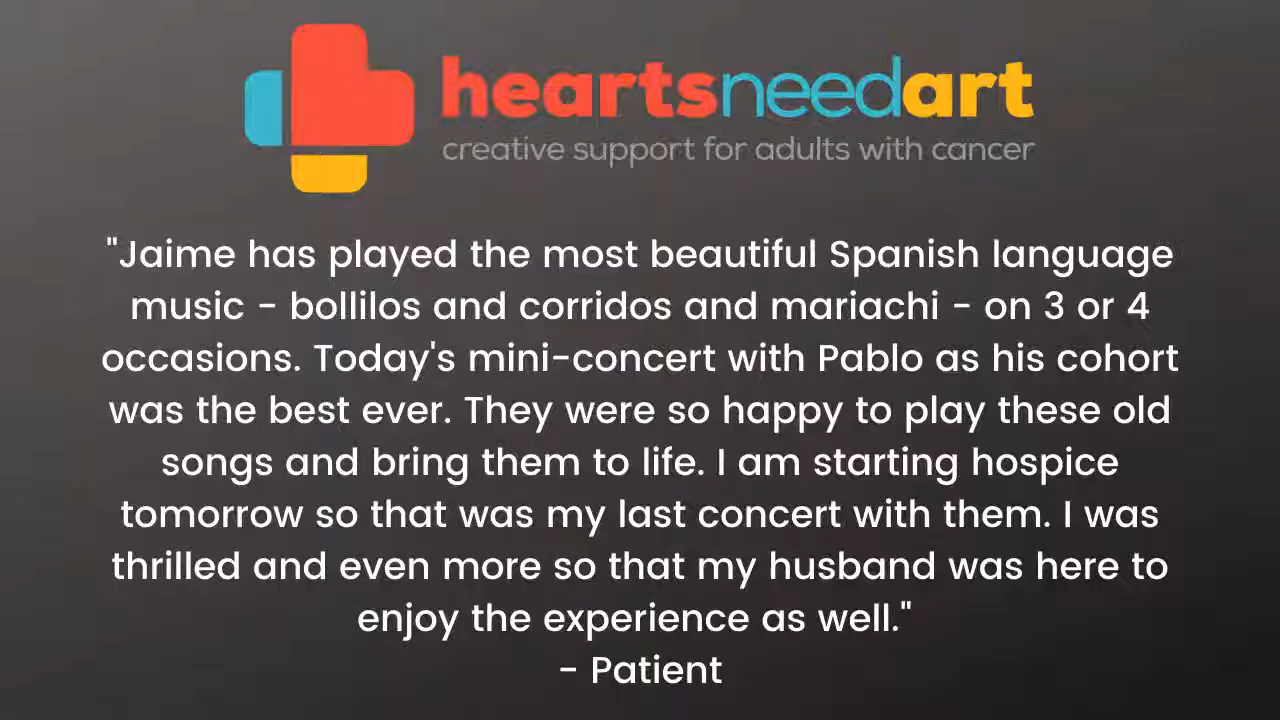 heartsneedart
creative support for adults with cancer
"Jaime has played the most beautiful Spanish language
music - bollilos and corridos and mariachi - on 3 or 4
occasions. Today's mini-concert with Pablo as his cohort
was the best ever. They were so happy to play these old
songs and bring them to life. I am starting hospice
tomorrow so that was my last concert with them. I was
thrilled and even more so that my husband was here to
enjoy the experience as well."
- Patient